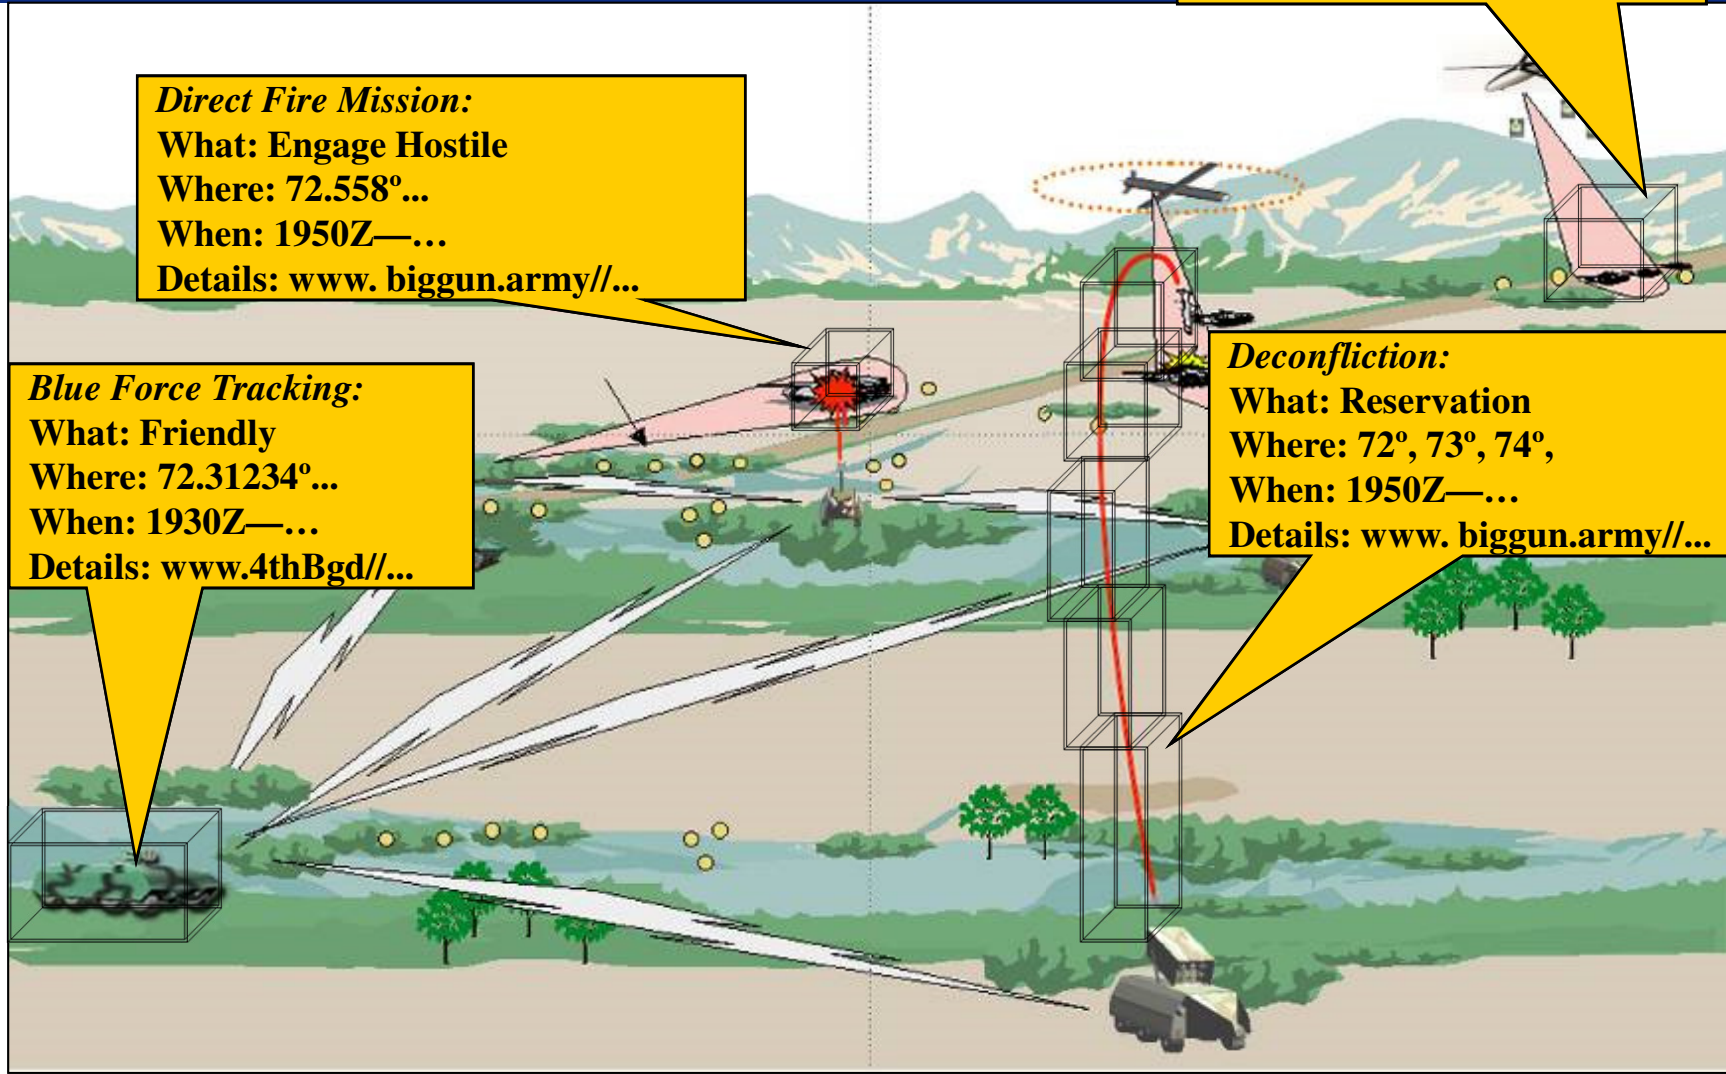 Direct Fire Mission:
What: Engage Hostile
Where: 72.558º...
When: 1950Z—…
Details: www. biggun.army//...
Blue Force Tracking:
What: Friendly
Where: 72.31234º...
When: 1930Z—…
Details: www.4thBgd//...
Deconfliction:
What: Reservation
Where: 72º, 73º, 74º,
When: 1950Z—…
Details: www. biggun.army//...